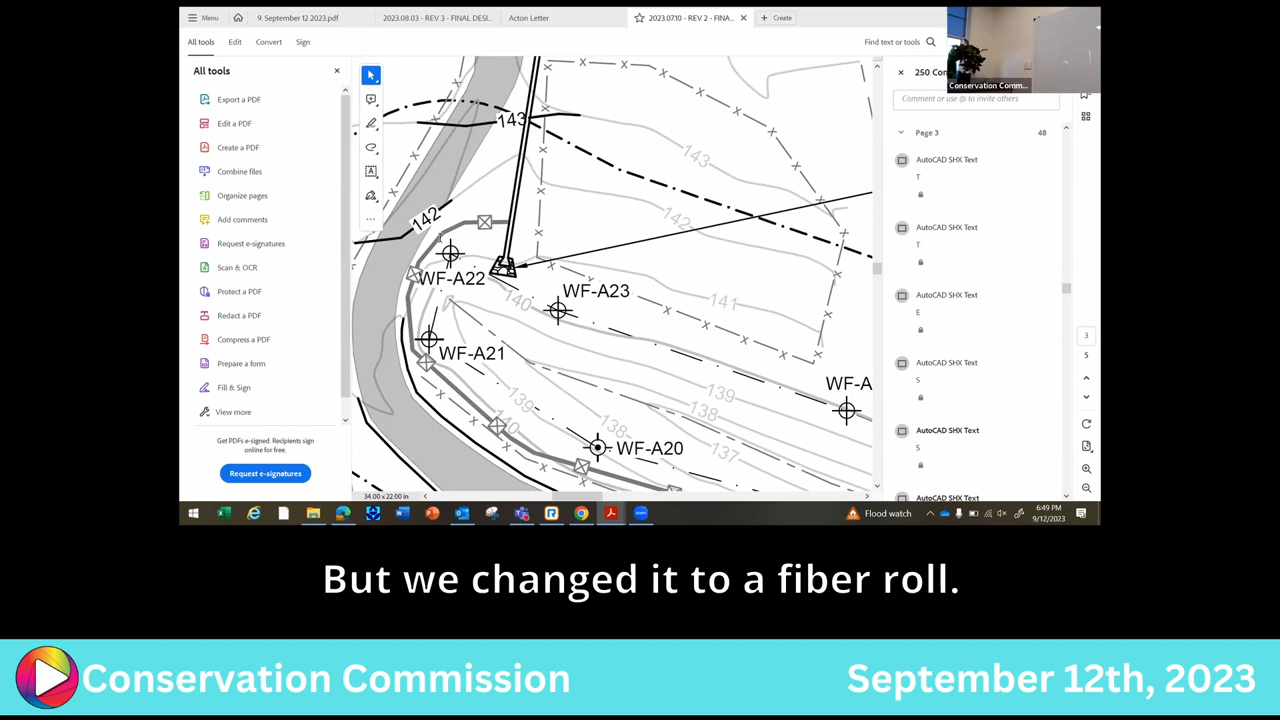 Menu
9. September 12 2023.pdf
2023.08.03 - REV 3 - FINAL DESI...
Acton Letter
2023.07.10 - REV 2 - FINA...
Create
All tools
Edit
Convert
Sign
Find text or tools
All tools
Export a PDF
Edit a PDF
Create a PDF
Combine files
Organize pages
Add comments
Request e-signatures
Scan & OCR
Protect a PDF
Redact a PDF
Compress a PDF
Prepare a form
Fill & Sign
View more
Get PDFs e-signed. Recipients sign
online for free.
Request e-signatures
143
143
142
142
WF-A22
WF-A23
140
141
WF-A21
WF-A
139
139
138
140
138
137
WF-A20
34.00 x 22.00 in
250 Con
Conservation Comm...
Comment or use @ to invite others
Page 3
48
AutoCAD SHX Text
T
AutoCAD SHX Text
T
AutoCAD SHX Text
E
AutoCAD SHX Text
S
AutoCAD SHX Text
S
AutoCAD SHX Text
3
5
Flood watch
6:49 PM
9/12/2023
But we changed it to a fiber roll.
Conservation Commission
September 12th, 2023